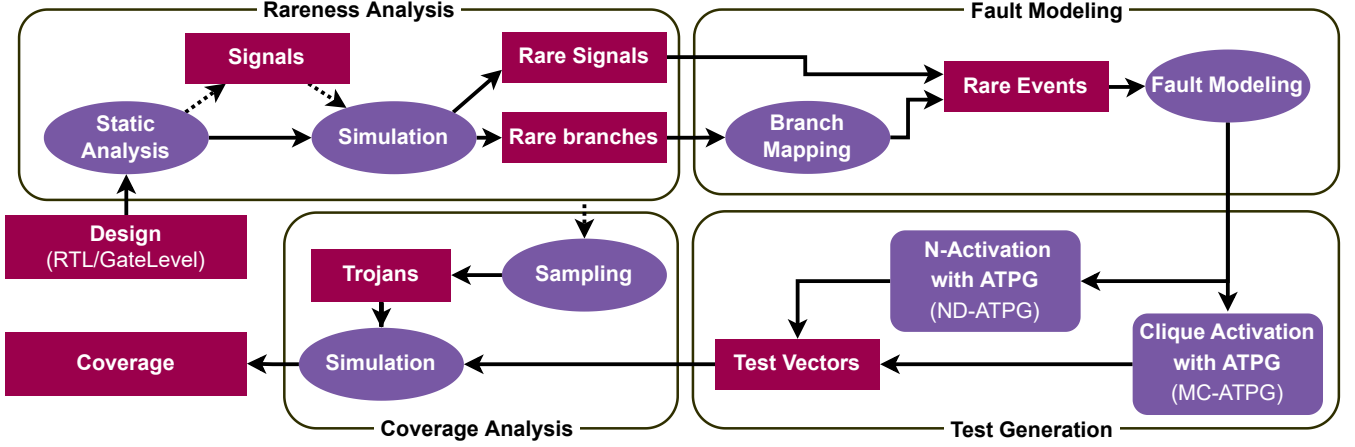 Rareness Analysis
Signals
Static
Analysis
Simulation
Rare Signals
Rare branches
Fault Modeling
Branch
Mapping
Rare Events
Fault Modeling
Design
(RTL/GateLevel)
Trojans
Sampling
Coverage
Simulation
Coverage Analysis
N-Activation
with ATPG
(ND-ATPG)
Test Vectors
Clique Activation
with ATPG
(MC-ATPG)
Test Generation